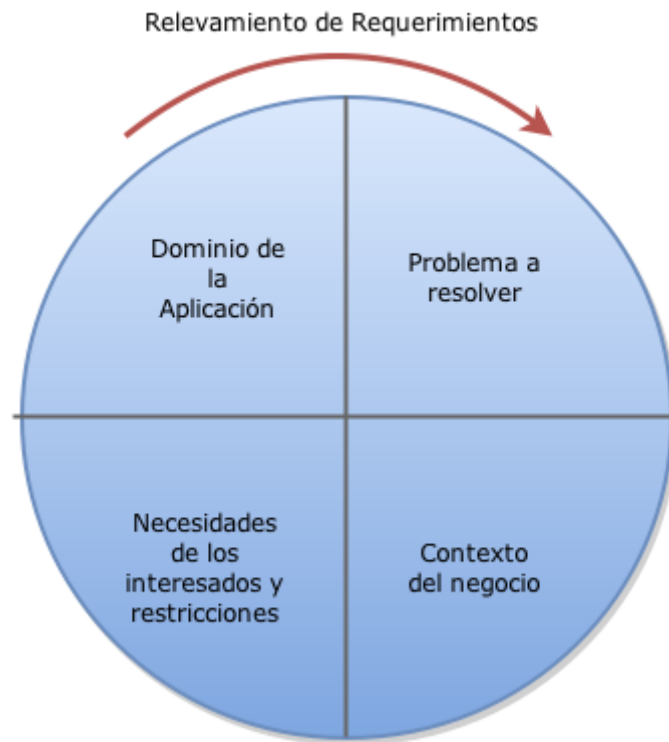 Relevamiento de Requerimientos
Dominio de
la
Aplicación
Problema a
resolver
Necesidades
de los
interesados y
restricciones
Contexto
del negocio